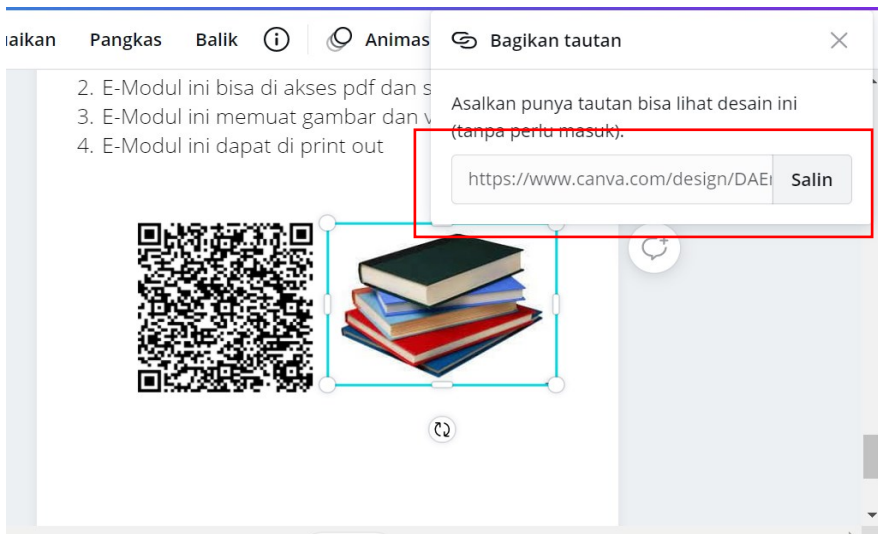 Pangkas Balik Animas
Bagikan tautan
2. E-Modul ini bisa di akses pdf dan s
3. E-Modul ini memuat gambar dan v
4. E-Modul ini dapat di print out
Asalkan punya tautan bisa lihat desain ini
(tanpa perlu masuk).
https://www.canva.com/design/DAE
Salin